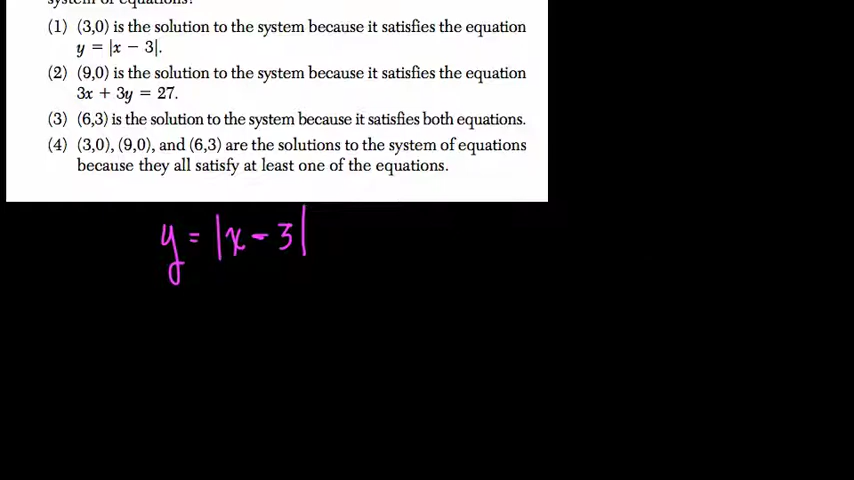 system of equations?
(1) (3,0) is the solution to the system because it satisfies the equation
y = |x − 3|.
(2) (9,0) is the solution to the system because it satisfies the equation
3x + 3y = 27.
(3) (6,3) is the solution to the system because it satisfies both equations.
(4) (3,0), (9,0), and (6,3) are the solutions to the system of equations
because they all satisfy at least one of the equations.
y = |x - 3|